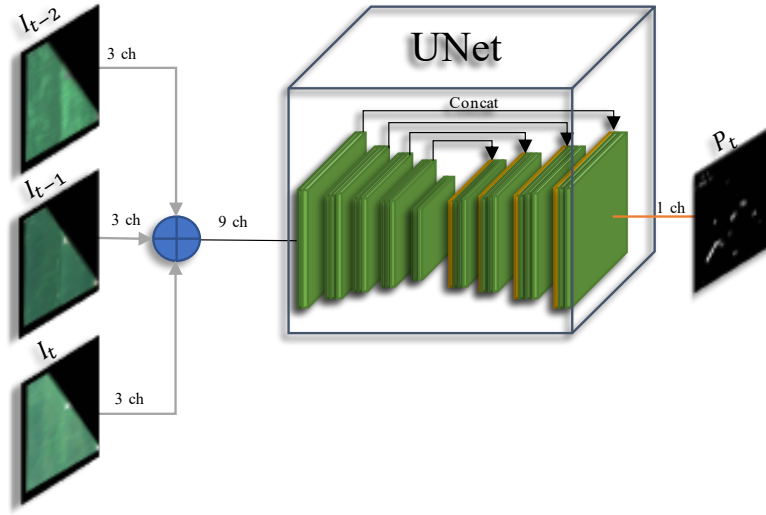 I_{t-2}
3 ch
UNet
Concat
P_t
I_{t-1}
3 ch
9 ch
1 ch
I_t
3 ch